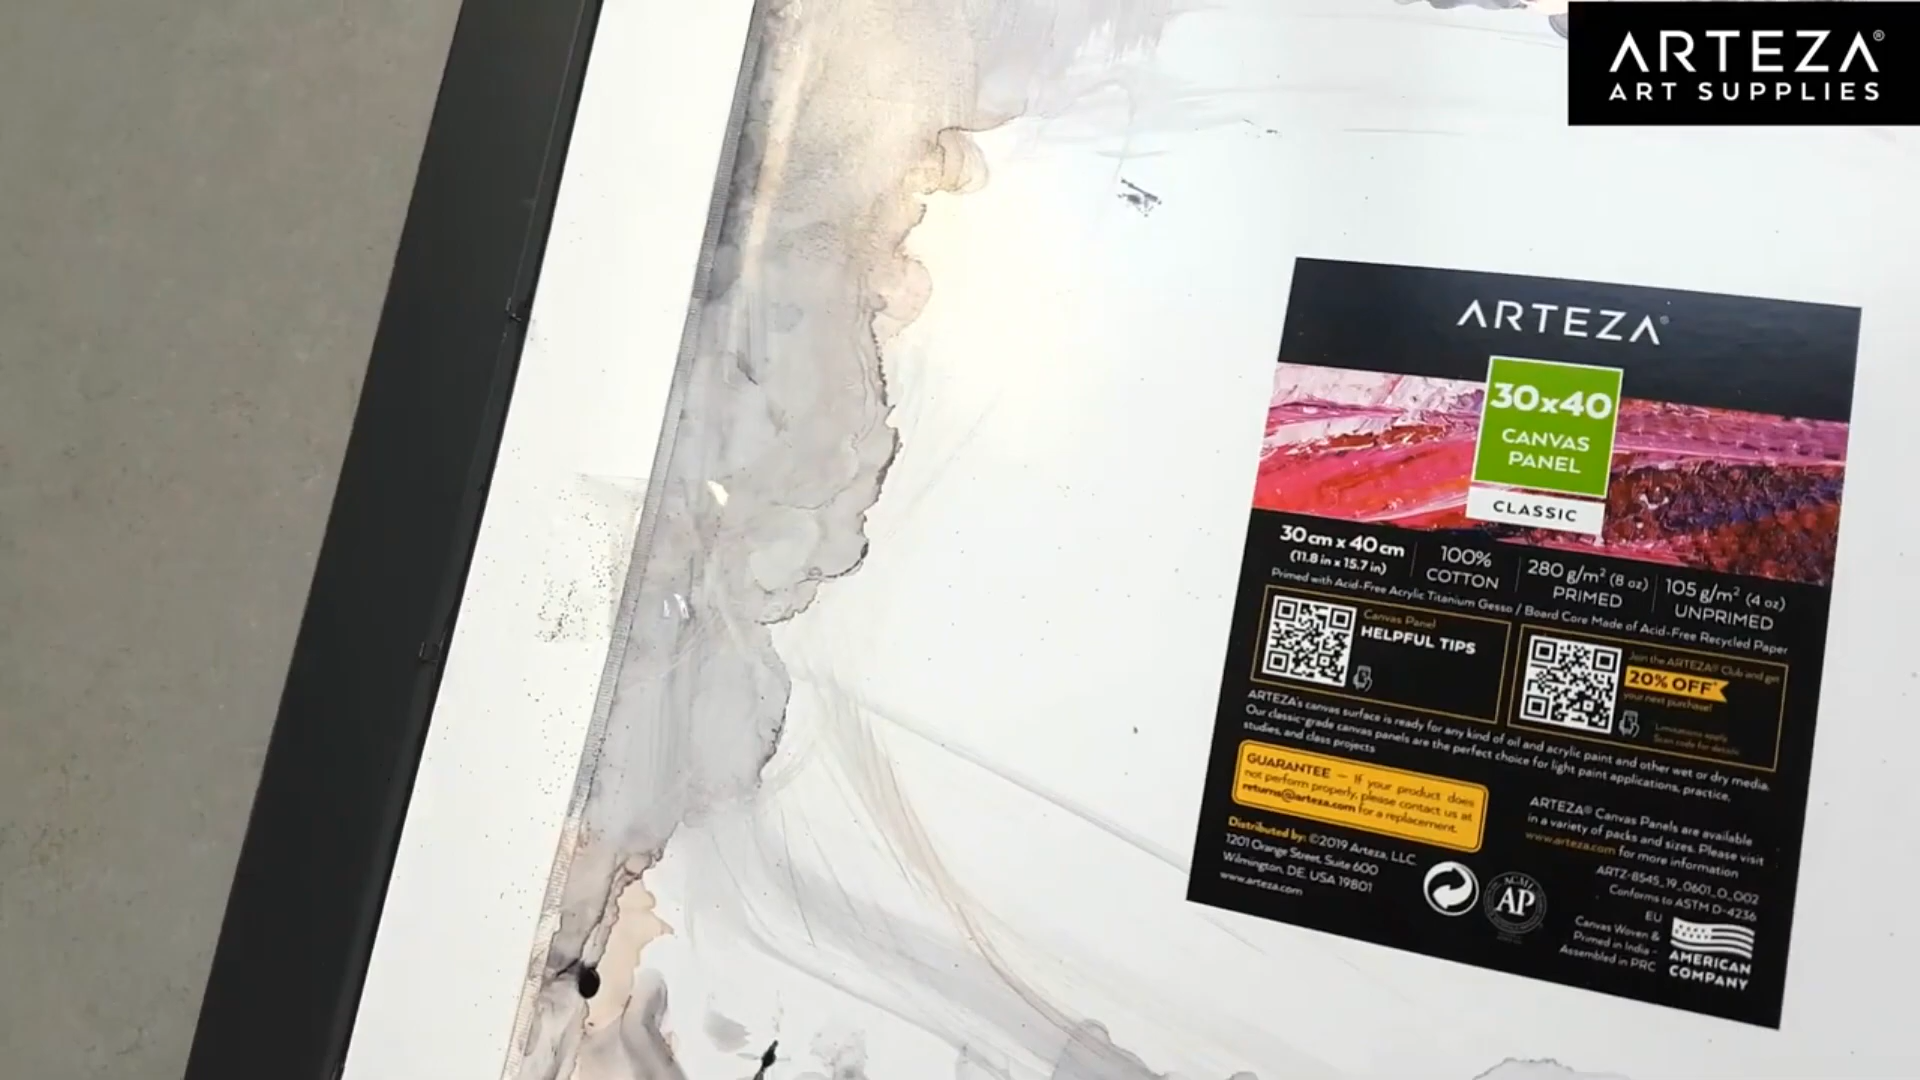 ARTEZA®
ART SUPPLIES
ARTEZA®
30x40
CANVAS
PANEL
CLASSIC
30 cm x 40 cm
(11.8 in x 15.7 in)
100%
COTTON
280 g/m² (8 oz)
PRIMED
105 g/m² (4 oz)
UNPRIMED
Primed with Acid-Free Acrylic Titanium Gesso / Board Core Made of Acid-Free Recycled Paper
Canvas Panel
HELPFUL TIPS
Join the ARTEZA® Club and get
20% OFF*
your next purchase!
Limitations apply.
Scan code for details.
ARTEZA's canvas surface is ready for any kind of oil and acrylic paint and other wet or dry media.
Our classic-grade canvas panels are the perfect choice for light paint applications, practice,
studies, and class projects
GUARANTEE — If your product does
not perform properly, please contact us at
returns@arteza.com for a replacement.
Distributed by: ©2019 Arteza, LLC.
1201 Orange Street, Suite 600
Wilmington, DE, USA 19801
www.arteza.com
ACMI
AP
ARTEZA® Canvas Panels are available
in a variety of packs and sizes. Please visit
www.arteza.com for more information
ARTZ-8545_19_0601_O_002
Conforms to ASTM D-4236
EU
Canvas Woven &
Primed in India -
Assembled in PRC
AMERICAN
COMPANY